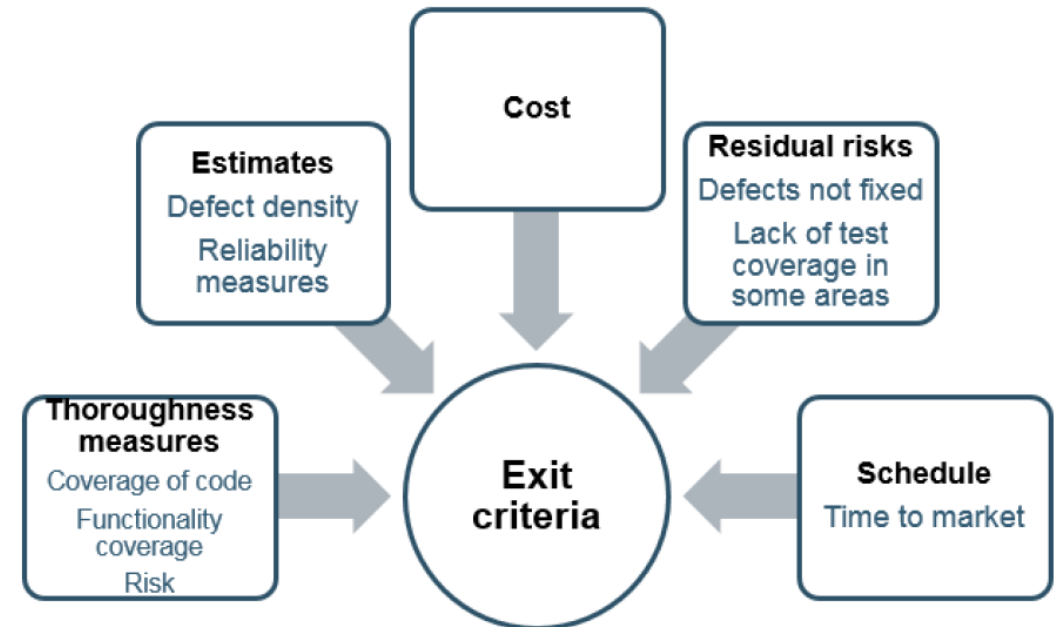 Cost
Estimates
Defect density
Reliability
measures
Residual risks
Defects not fixed
Lack of test
coverage in
some areas
Thoroughness
measures
Coverage of code
Functionality
coverage
Risk
Exit
criteria
Schedule
Time to market